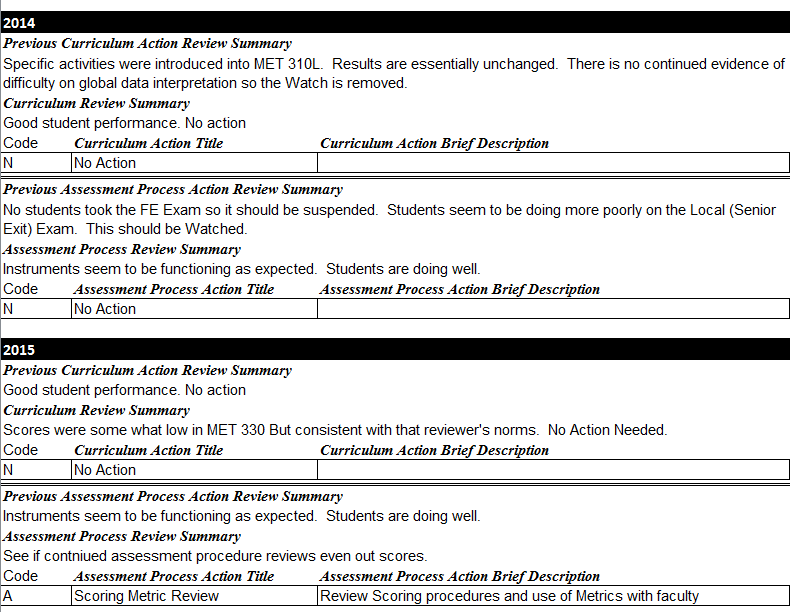 2014
Previous Curriculum Action Review Summary
Specific activities were introduced into MET 310L.  Results are essentially unchanged.  There is no continued evidence of
difficulty on global data interpretation so the Watch is removed.
Curriculum Review Summary
Good student performance. No action
Code Curriculum Action Title Curriculum Action Brief Description
N No Action
Previous Assessment Process Action Review Summary
No students took the FE Exam so it should be suspended.  Students seem to be doing more poorly on the Local (Senior
Exit) Exam.  This should be Watched.
Assessment Process Review Summary
Instruments seem to be functioning as expected.  Students are doing well.
Code Assessment Process Action Title Assessment Process Action Brief Description
N No Action
2015
Previous Curriculum Action Review Summary
Good student performance. No action
Curriculum Review Summary
Scores were some what low in MET 330 But consistent with that reviewer's norms.  No Action Needed.
Code Curriculum Action Title Curriculum Action Brief Description
N No Action
Previous Assessment Process Action Review Summary
Instruments seem to be functioning as expected.  Students are doing well.
Assessment Process Review Summary
See if contniued assessment procedure reviews even out scores.
Code Assessment Process Action Title Assessment Process Action Brief Description
A Scoring Metric Review Review Scoring procedures and use of Metrics with faculty